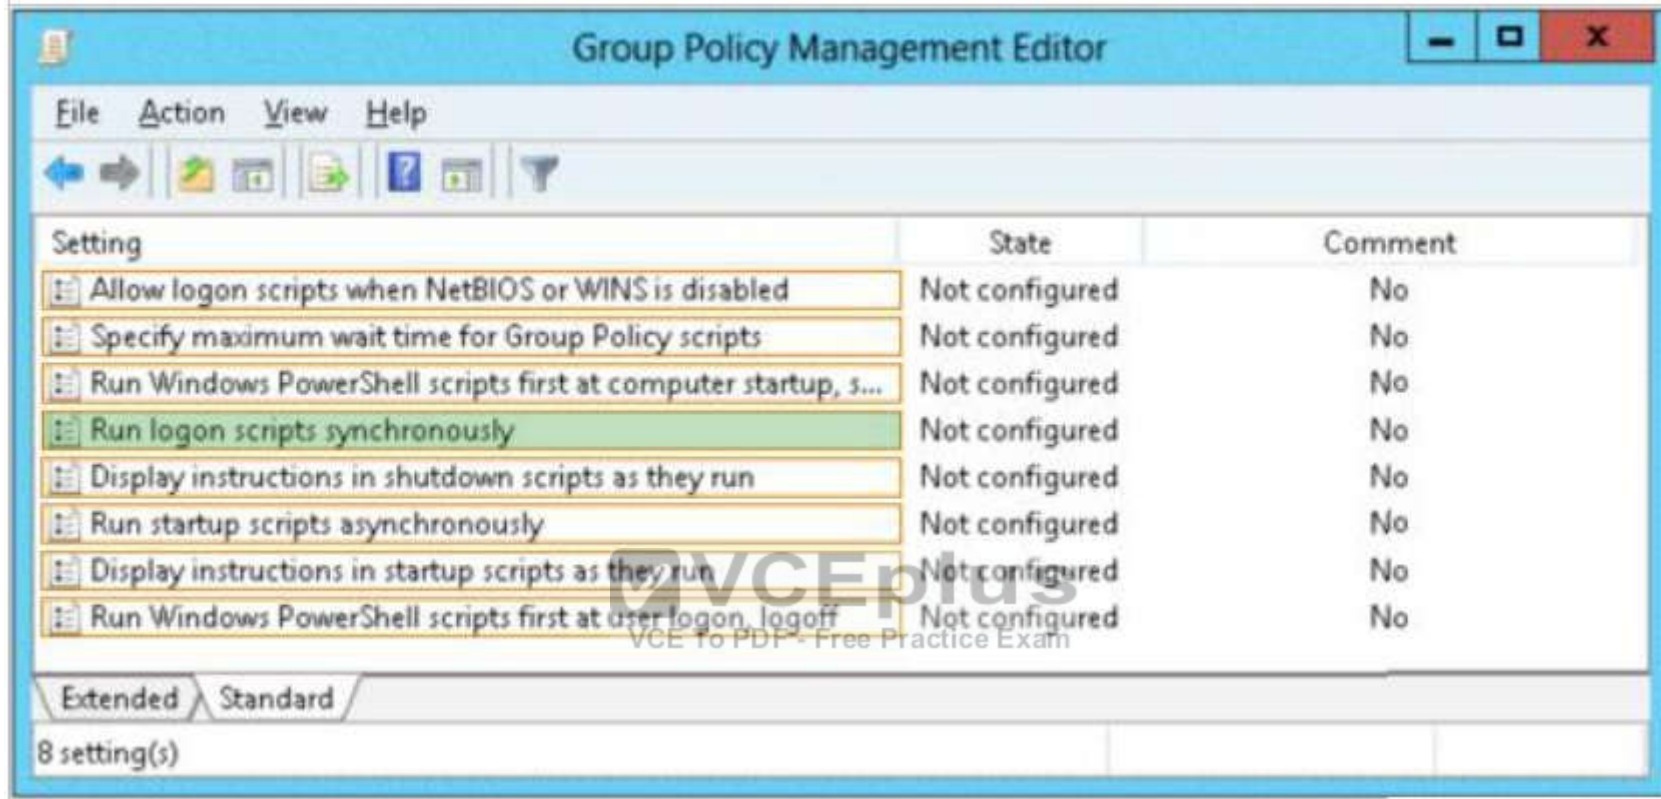 Group Policy Management Editor
File Action View Help
Setting State Comment
Allow logon scripts when NetBIOS or WINS is disabled Not configured No
Specify maximum wait time for Group Policy scripts Not configured No
Run Windows PowerShell scripts first at computer startup, s... Not configured No
Run logon scripts synchronously Not configured No
Display instructions in shutdown scripts as they run Not configured No
Run startup scripts asynchronously Not configured No
Display instructions in startup scripts as they run Not configured No
VCEplus
Run Windows PowerShell scripts first at user logon, logoff Not configured No
VCE To PDF - Free Practice Exam
Extended Standard
8 setting(s)